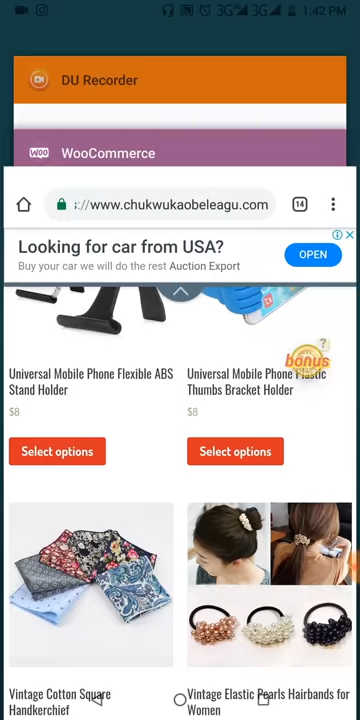 3G 3G 1:42 PM
DU Recorder
WOO WooCommerce
://www.chukwukaobeleagu.com 14
Looking for car from USA?
Buy your car we will do the rest Auction Export
OPEN
?
bonus
Universal Mobile Phone Flexible ABS
Stand Holder
$8
Select options
Universal Mobile Phone Plastic
Thumbs Bracket Holder
$8
Select options
Vintage Cotton Square
Handkerchief
Vintage Elastic Pearls Hairbands for
Women